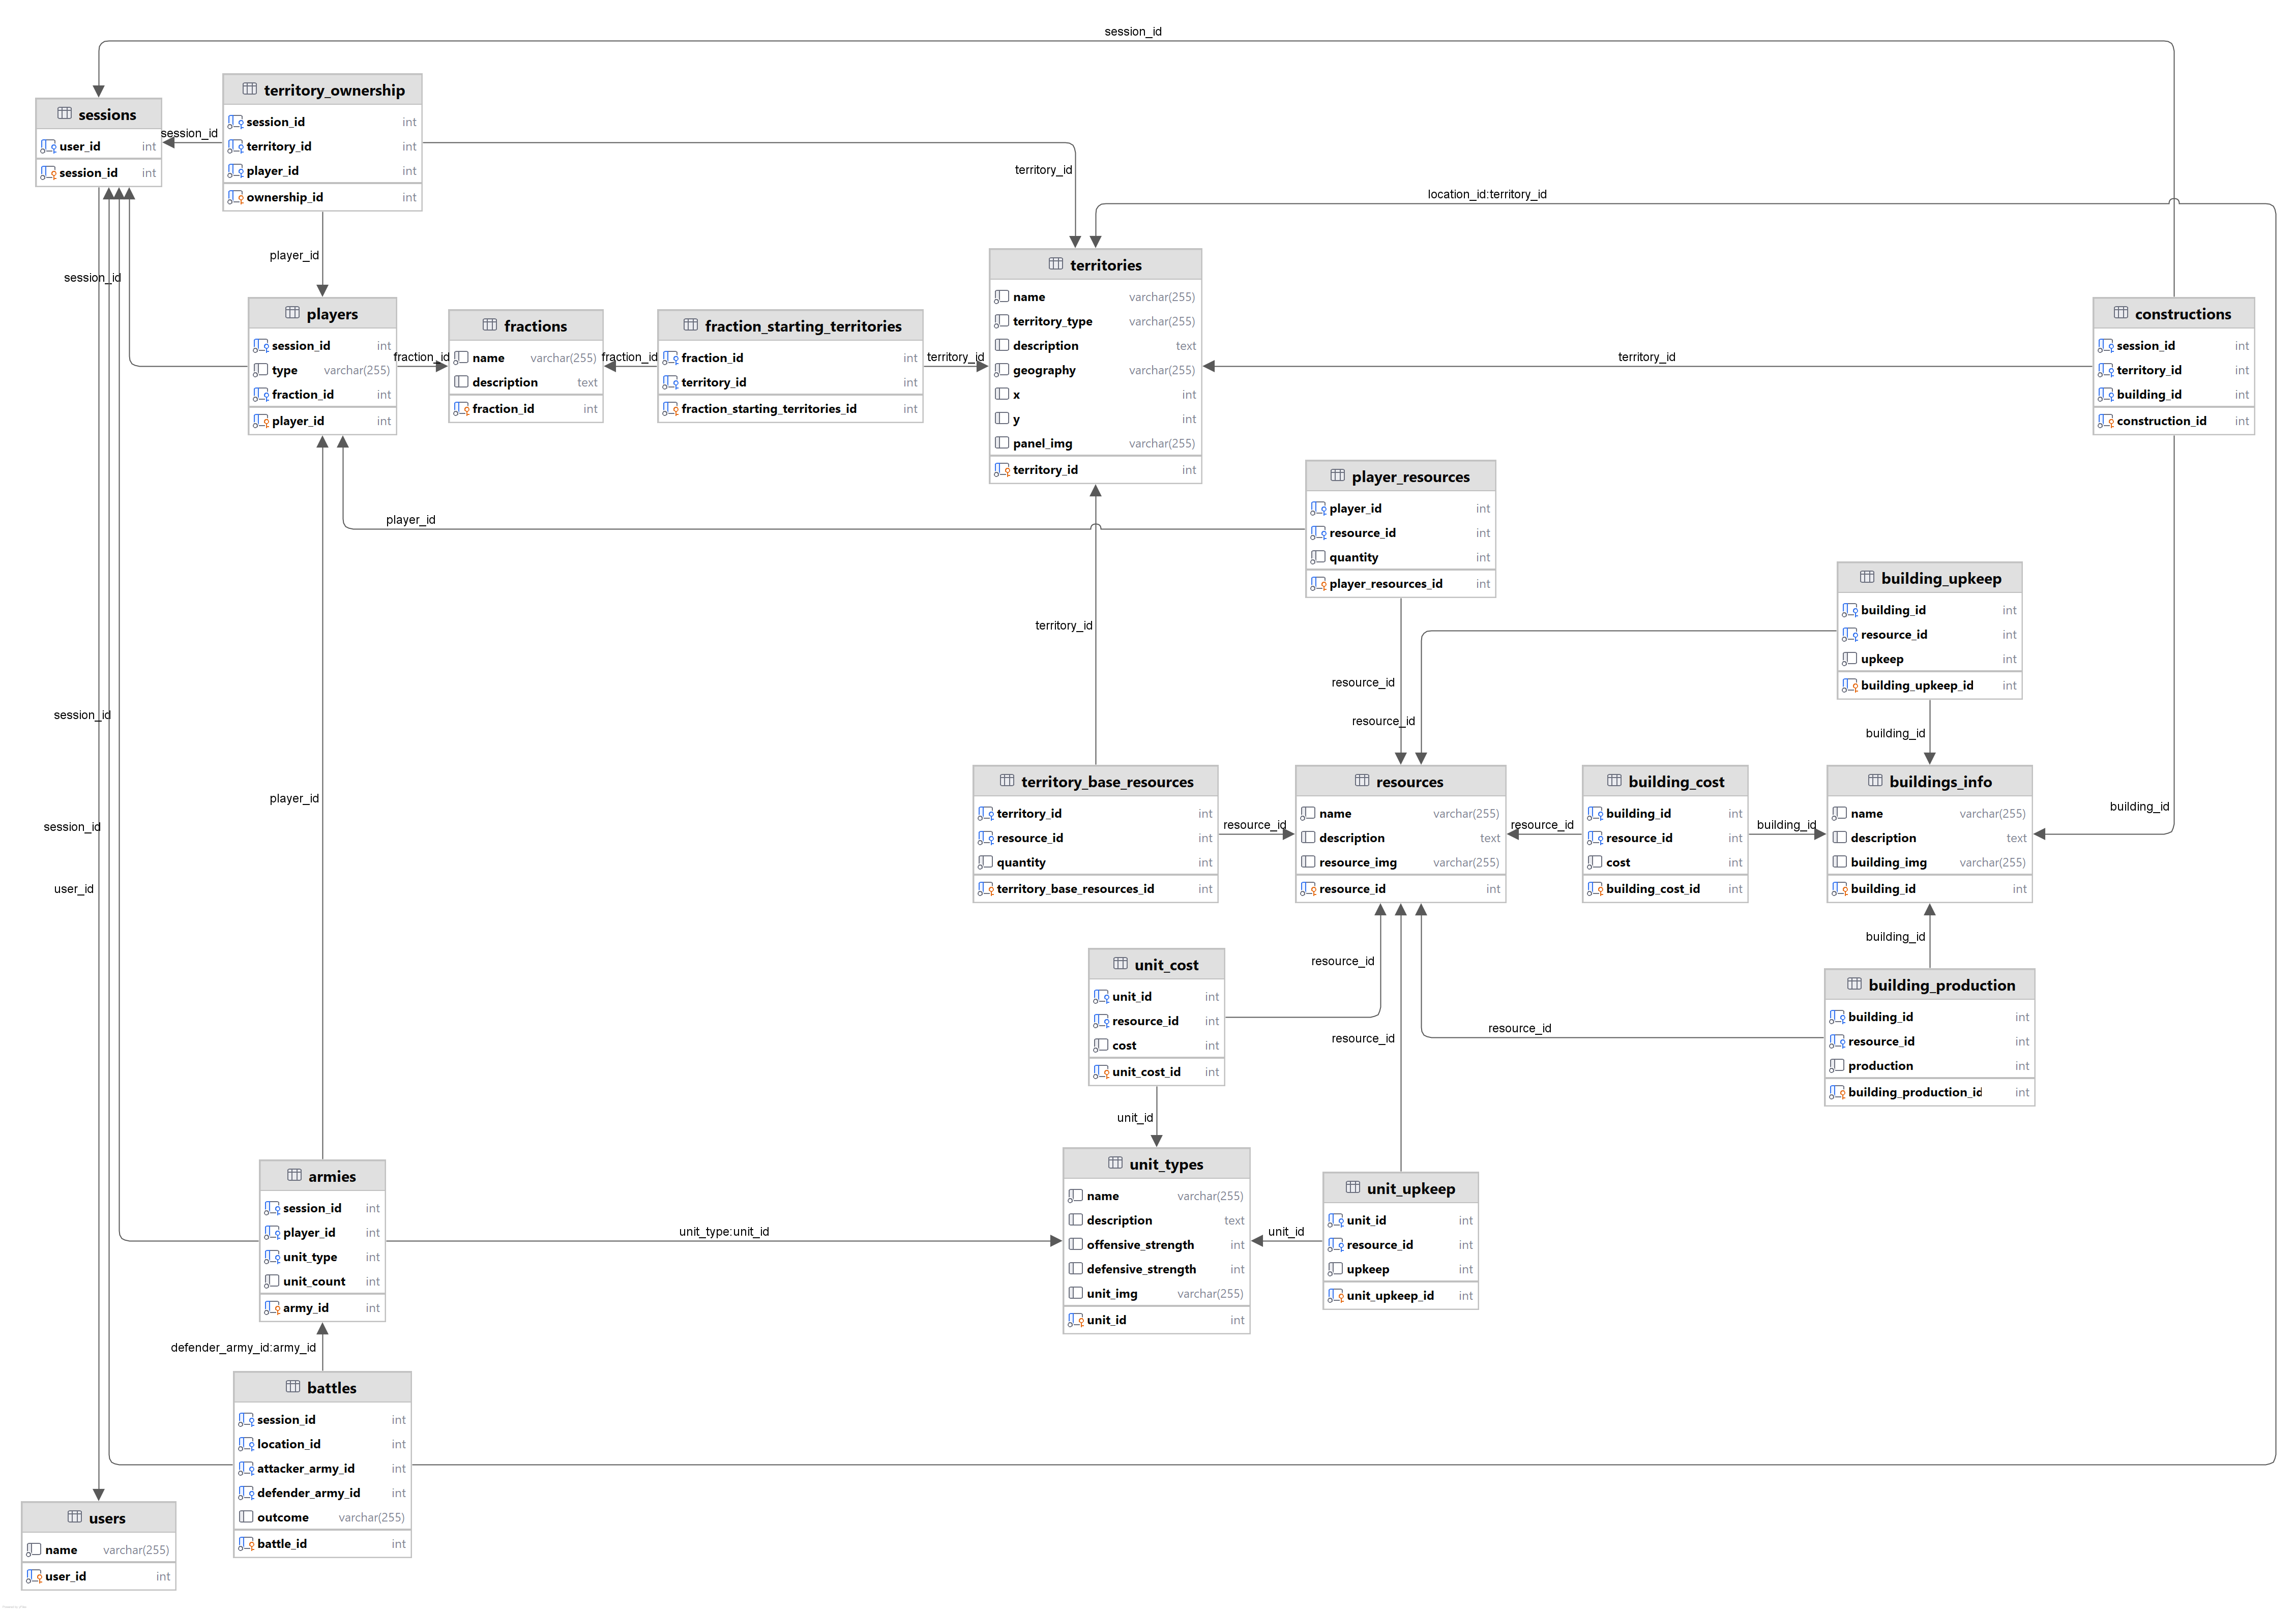 session_id
sessions
user_id int
session_id int
session_id
territory_ownership
session_id int
territory_id int
player_id int
ownership_id int
territory_id
location_id:territory_id
player_id
session_id
players
session_id int
type varchar(255)
fraction_id int
player_id int
fraction_id
fractions
name varchar(255)
description text
fraction_id int
fraction_id
fraction_starting_territories
fraction_id int
territory_id int
fraction_starting_territories_id int
territory_id
territories
name varchar(255)
territory_type varchar(255)
description text
geography varchar(255)
x int
y int
panel_img varchar(255)
territory_id int
territory_id
constructions
session_id int
territory_id int
building_id int
construction_id int
player_id
player_resources
player_id int
resource_id int
quantity int
player_resources_id int
building_upkeep
building_id int
resource_id int
upkeep int
building_upkeep_id int
territory_id
resource_id
resource_id
building_id
session_id
player_id
session_id
user_id
territory_base_resources
territory_id int
resource_id int
quantity int
territory_base_resources_id int
resource_id
resources
name varchar(255)
description text
resource_img varchar(255)
resource_id int
resource_id
building_cost
building_id int
resource_id int
cost int
building_cost_id int
building_id
buildings_info
name varchar(255)
description text
building_img varchar(255)
building_id int
building_id
unit_cost
unit_id int
resource_id int
cost int
unit_cost_id int
resource_id
resource_id
resource_id
building_id
building_production
building_id int
resource_id int
production int
building_production_id int
unit_id
armies
session_id int
player_id int
unit_type int
unit_count int
army_id int
unit_type:unit_id
unit_types
name varchar(255)
description text
offensive_strength int
defensive_strength int
unit_img varchar(255)
unit_id int
unit_id
unit_upkeep
unit_id int
resource_id int
upkeep int
unit_upkeep_id int
defender_army_id:army_id
battles
session_id int
location_id int
attacker_army_id int
defender_army_id int
outcome varchar(255)
battle_id int
users
name varchar(255)
user_id int